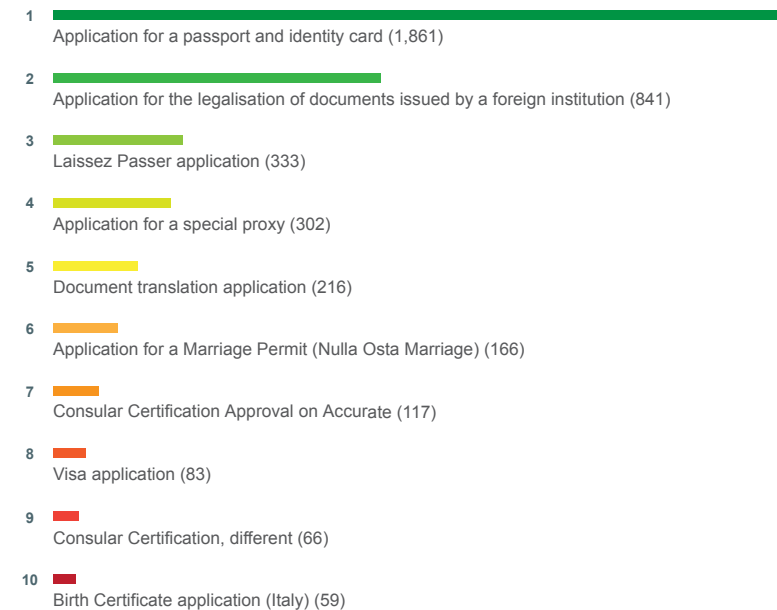 1
Application for a passport and identity card (1,861)
2
Application for the legalisation of documents issued by a foreign institution (841)
3
Laissez Passer application (333)
4
Application for a special proxy (302)
5
Document translation application (216)
6
Application for a Marriage Permit (Nulla Osta Marriage) (166)
7
Consular Certification Approval on Accurate (117)
8
Visa application (83)
9
Consular Certification, different (66)
10
Birth Certificate application (Italy) (59)